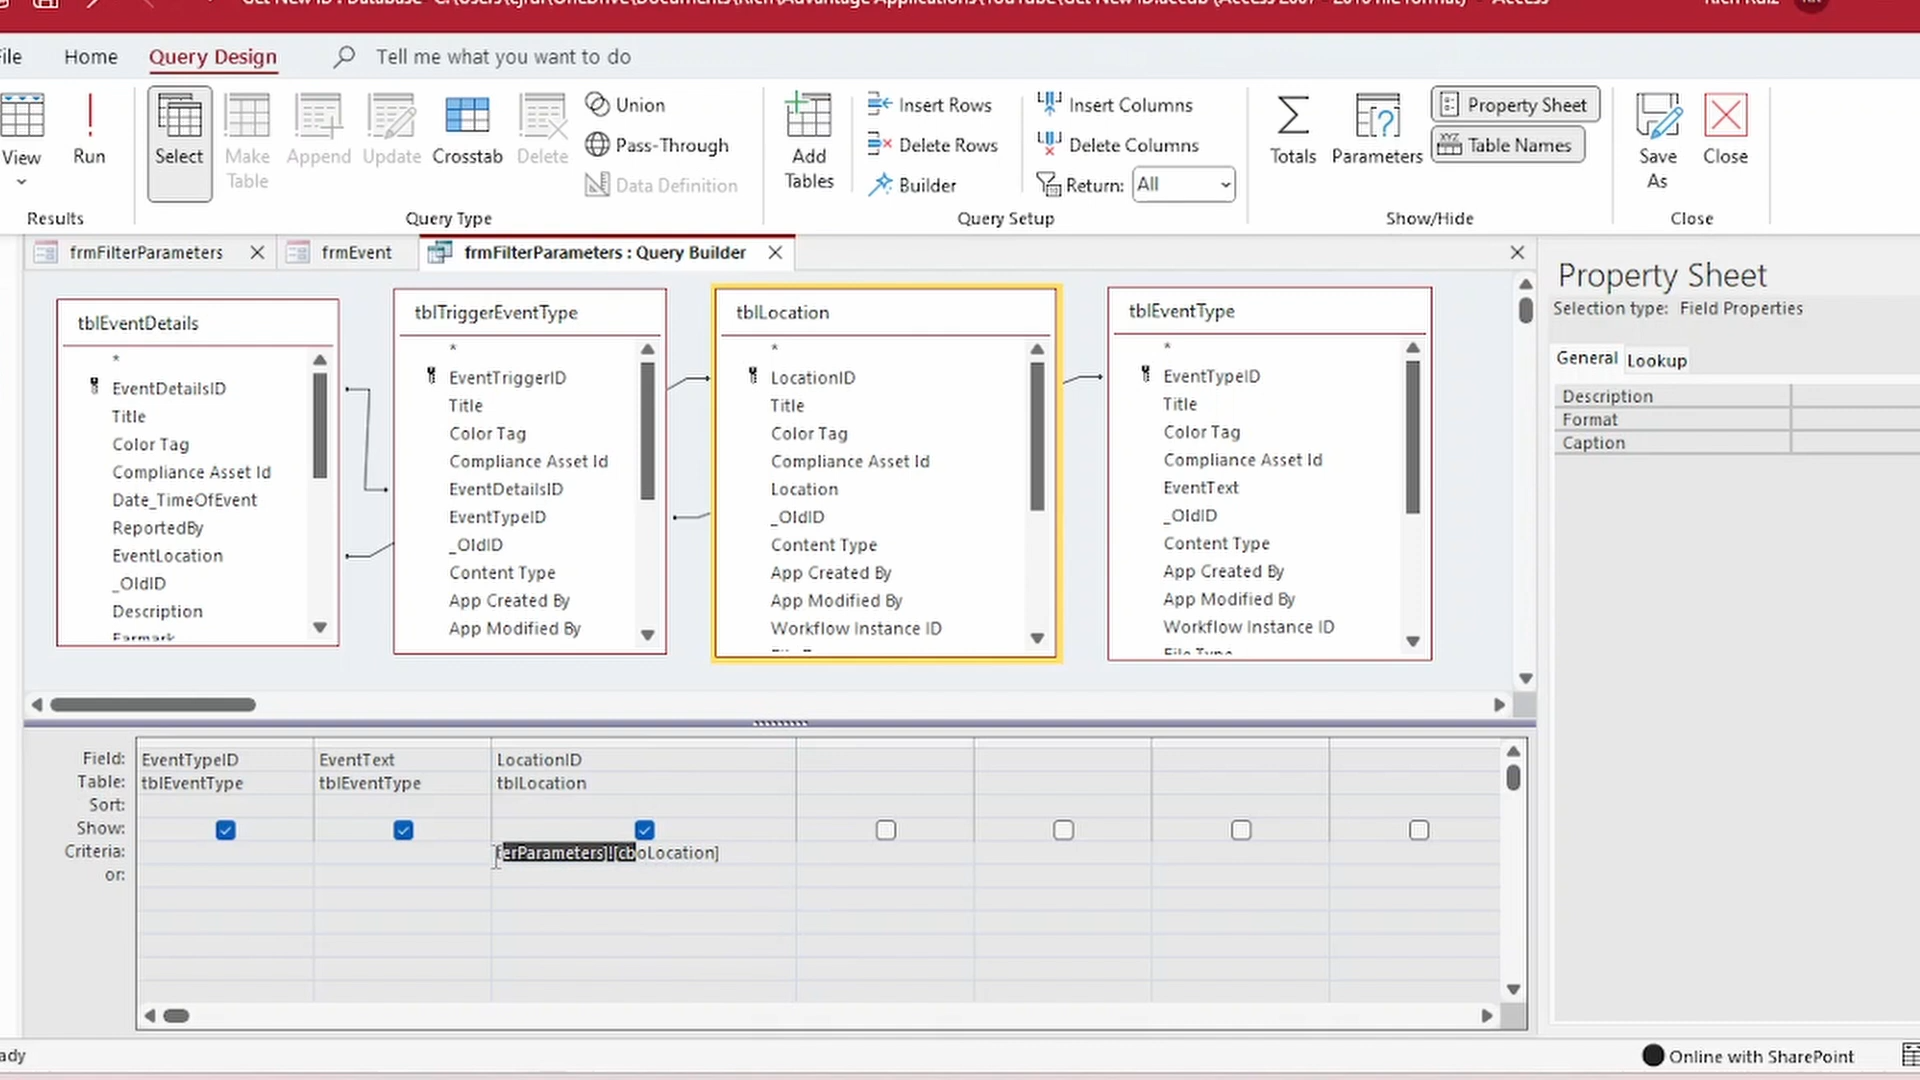 File Home Query Design Tell me what you want to do
View Run Select Make Table Append Update Crosstab Delete
Union
Pass-Through
Data Definition
Add Tables
Insert Rows
Delete Rows
Builder
Insert Columns
Delete Columns
Return: All
Totals Parameters
Property Sheet
Table Names
Save As Close
Results Query Type Query Setup Show/Hide Close
frmFilterParameters frmEvent frmFilterParameters : Query Builder
tblEventDetails
*
EventDetailsID
Title
Color Tag
Compliance Asset Id
Date_TimeOfEvent
ReportedBy
EventLocation
_OldID
Description
Earmark
tblTriggerEventType
*
EventTriggerID
Title
Color Tag
Compliance Asset Id
EventDetailsID
EventTypeID
_OldID
Content Type
App Created By
App Modified By
tblLocation
*
LocationID
Title
Color Tag
Compliance Asset Id
Location
_OldID
Content Type
App Created By
App Modified By
Workflow Instance ID
tblEventType
*
EventTypeID
Title
Color Tag
Compliance Asset Id
EventText
_OldID
Content Type
App Created By
App Modified By
Workflow Instance ID
File Type
Property Sheet
Selection type: Field Properties
General Lookup
Description
Format
Caption
Field: EventTypeID EventText LocationID
Table: tblEventType tblEventType tblLocation
Sort:
Show:
Criteria: erParameters]![cboLocation]
or:
ady
Online with SharePoint